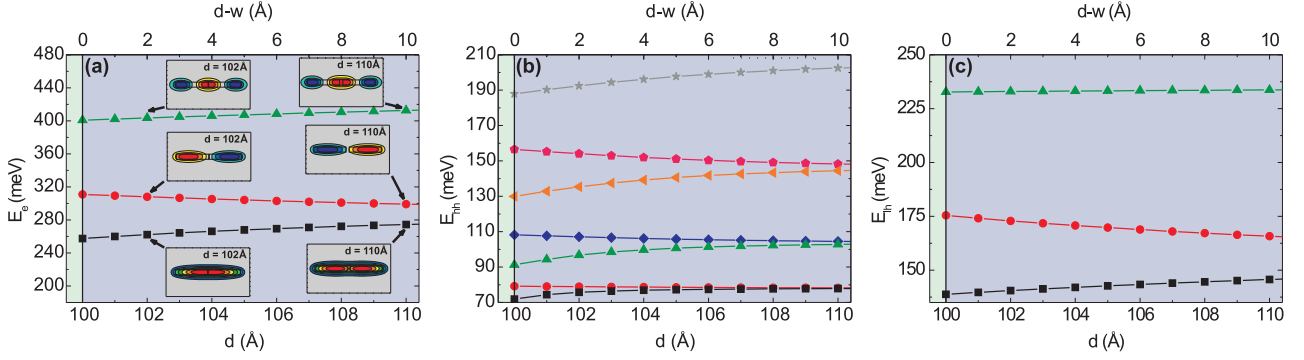 d-w (Å)
0 2 4 6 8 10
480
440
400
360
320
280
240
200
E_e (meV)
(a)
d = 102Å
d = 110Å
d = 102Å
d = 110Å
d = 102Å
d = 110Å
100 102 104 106 108 110
d (Å)
d-w (Å)
0 2 4 6 8 10
210
190
170
150
130
110
90
70
E_hh (meV)
(b)
100 102 104 106 108 110
d (Å)
d-w (Å)
0 2 4 6 8 10
250
225
200
175
150
E_lh (meV)
(c)
100 102 104 106 108 110
d (Å)